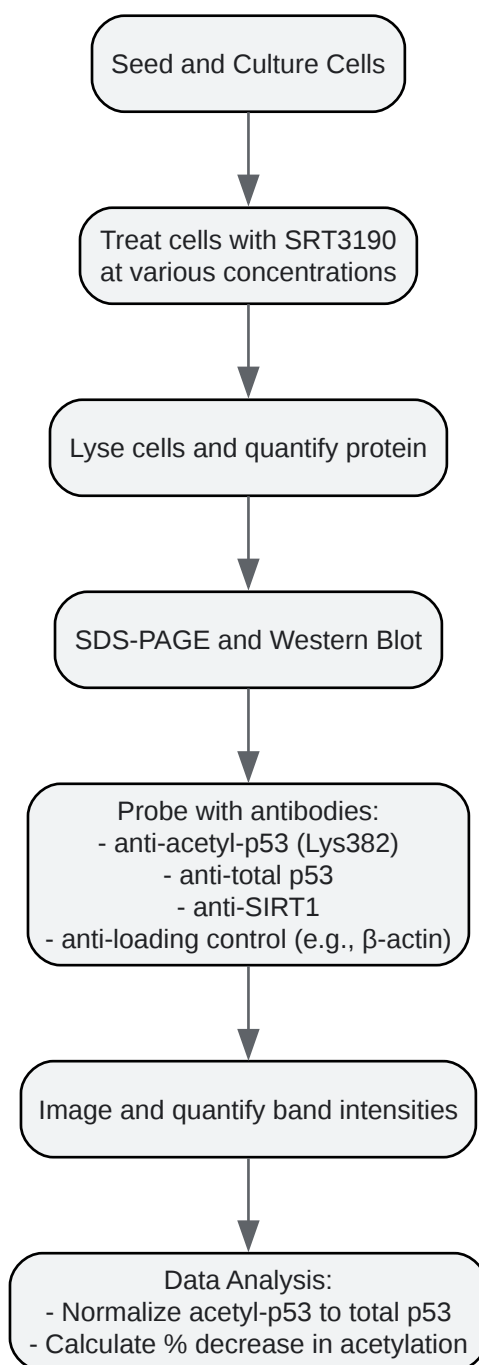 Seed and Culture Cells
Treat cells with SRT3190
at various concentrations
Lyse cells and quantify protein
SDS-PAGE and Western Blot
Probe with antibodies:
- anti-acetyl-p53 (Lys382)
- anti-total p53
- anti-SIRT1
- anti-loading control (e.g., β-actin)
Image and quantify band intensities
Data Analysis:
- Normalize acetyl-p53 to total p53
- Calculate % decrease in acetylation